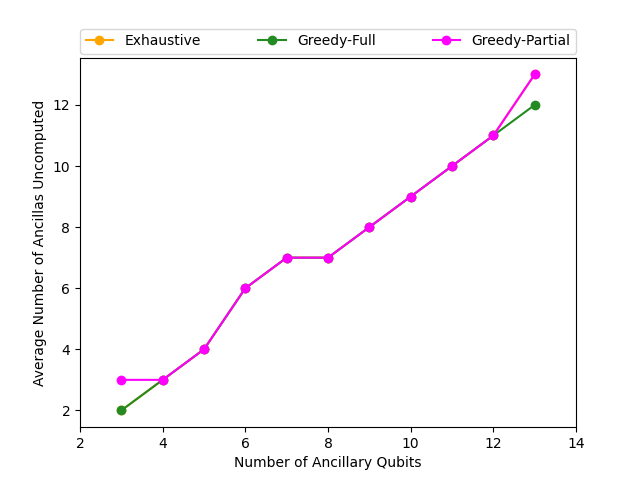 Exhaustive Greedy-Full Greedy-Partial
Average Number of Ancillas Uncomputed
12
10
8
6
4
2
2 4 6 8 10 12 14
Number of Ancillary Qubits